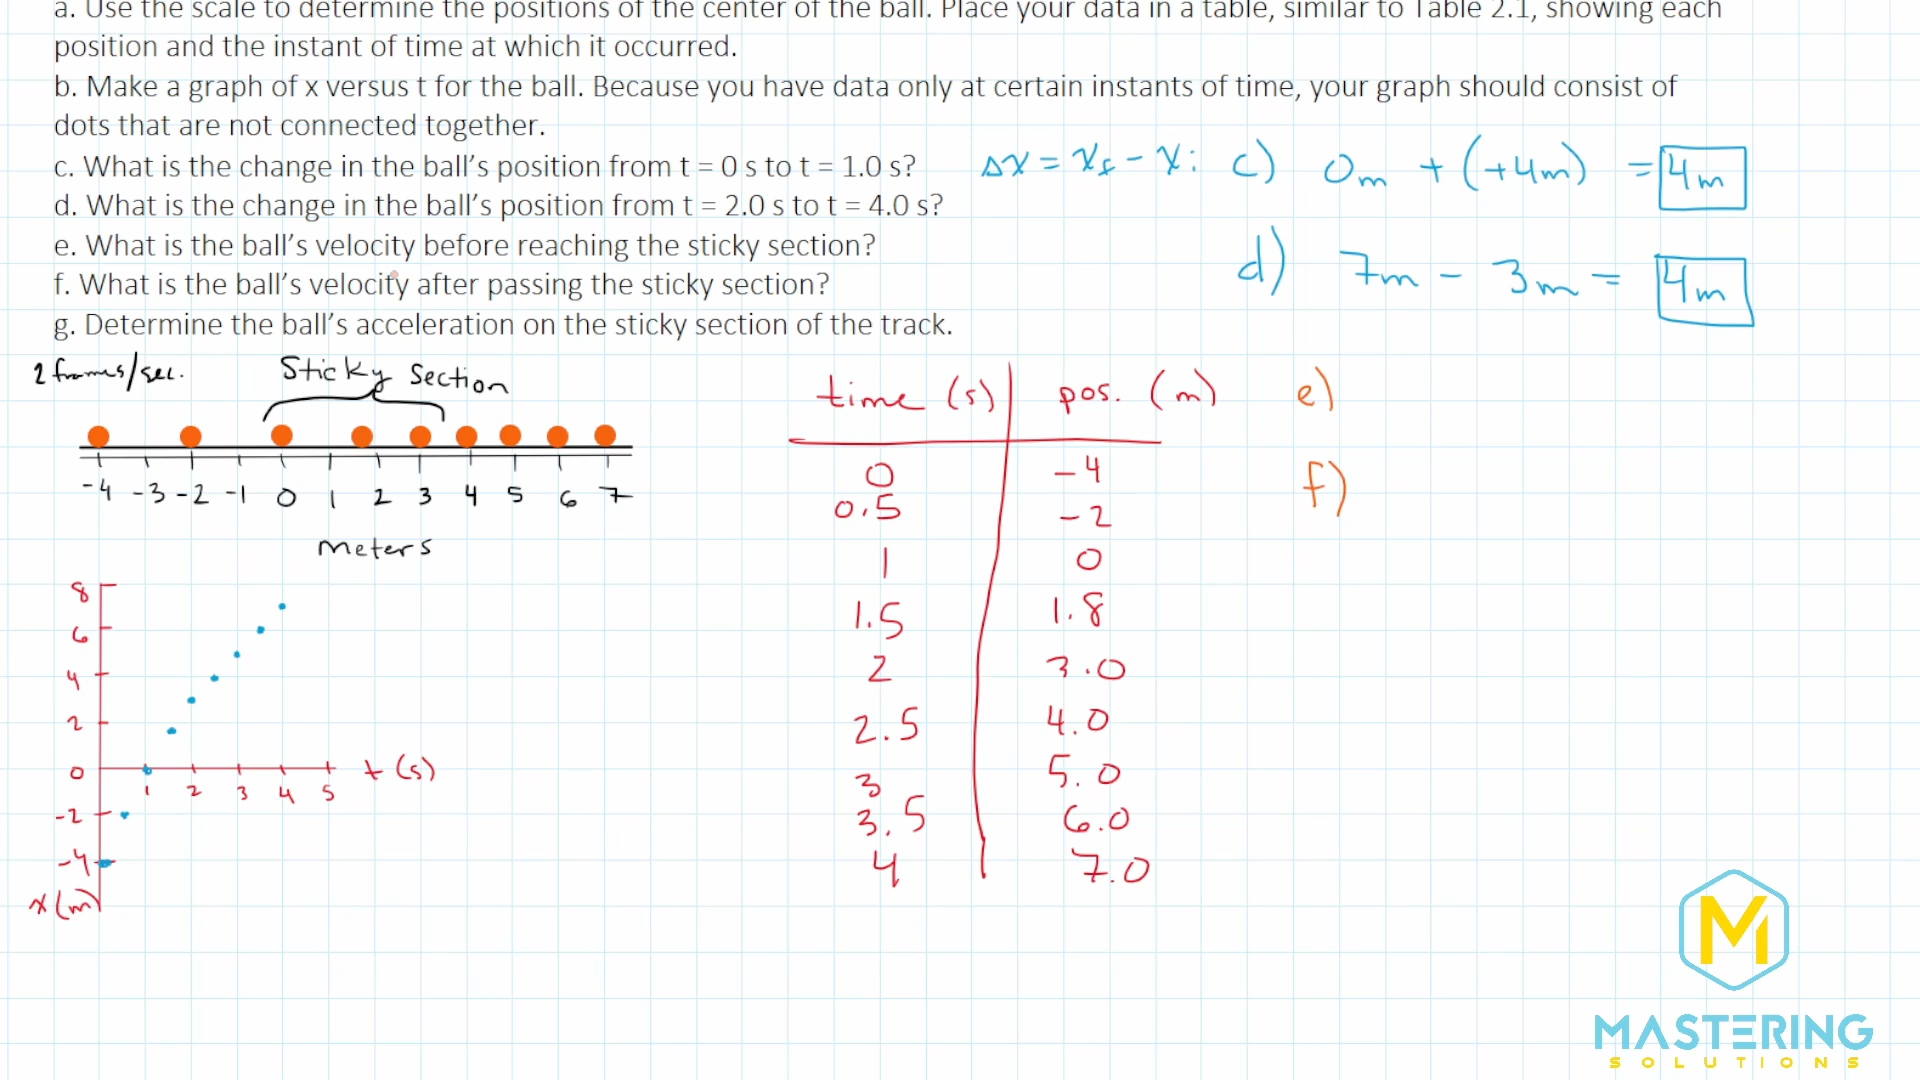 a. Use the scale to determine the positions of the center of the ball. Place your data in a table, similar to Table 2.1, showing each
position and the instant of time at which it occurred.
b. Make a graph of x versus t for the ball. Because you have data only at certain instants of time, your graph should consist of
dots that are not connected together.
c. What is the change in the ball's position from t = 0 s to t = 1.0 s?
d. What is the change in the ball's position from t = 2.0 s to t = 4.0 s?
e. What is the ball's velocity before reaching the sticky section?
f. What is the ball's velocity after passing the sticky section?
g. Determine the ball's acceleration on the sticky section of the track.
Δx = xf - xi
c) 0m + (+4m) = 4m
d) 7m - 3m = 4m
2 frames/sec.
Sticky Section
-4 -3 -2 -1 0 1 2 3 4 5 6 7
meters
8
6
4
2
0
-2
-4
x(m)
1 2 3 4 5
t (s)
time (s) pos. (m)
0 -4
0.5 -2
1 0
1.5 1.8
2 3.0
2.5 4.0
3 5.0
3.5 6.0
4 7.0
e)
f)
M
MASTERING
SOLUTIONS